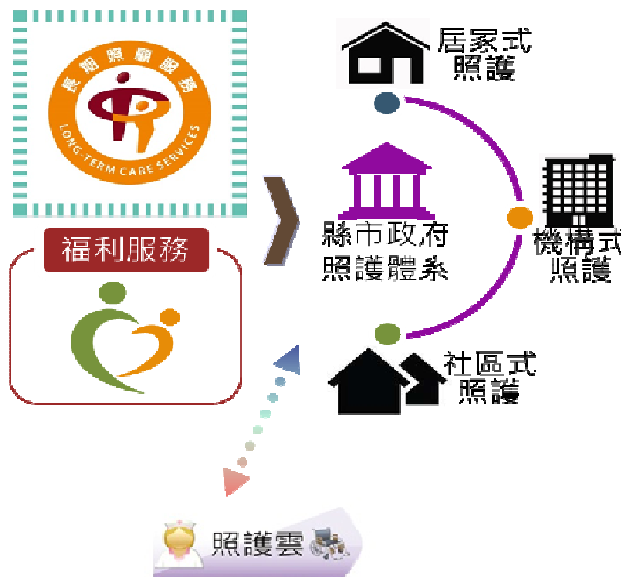 長期照顧服務
LONG-TERM CARE SERVICES
福利服務
居家式
照護
縣市政府
照護體系
機構式
照護
社區式
照護
照護雲